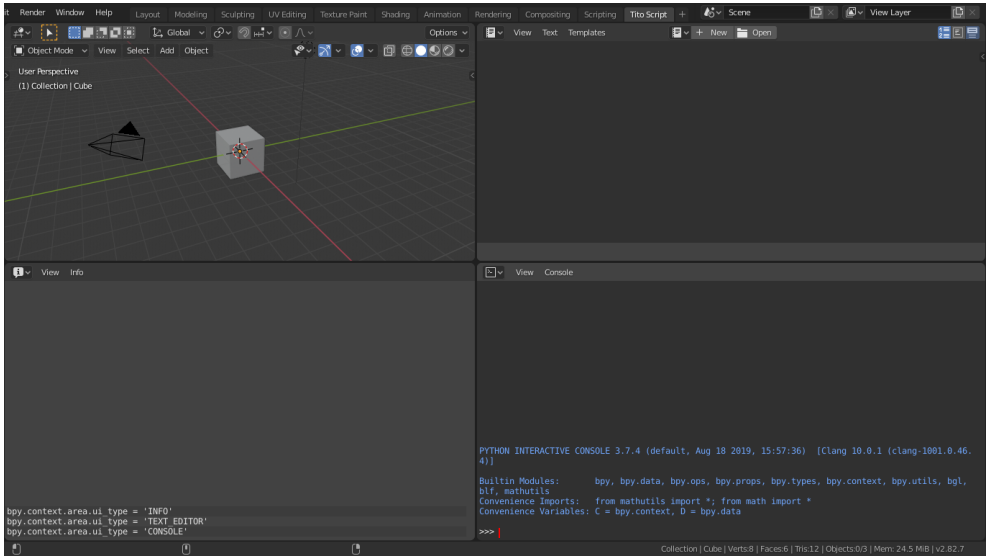 it Render Window Help Layout Modeling Sculpting UV Editing Texture Paint Shading Animation Rendering Compositing Scripting Tito Script + Scene View Layer
Global Options
Object Mode View Select Add Object
User Perspective
(1) Collection | Cube
View Text Templates + New Open
View Info
bpy.context.area.ui_type = 'INFO'
bpy.context.area.ui_type = 'TEXT_EDITOR'
bpy.context.area.ui_type = 'CONSOLE'
View Console
PYTHON INTERACTIVE CONSOLE 3.7.4 (default, Aug 18 2019, 15:57:36) [Clang 10.0.1 (clang-1001.0.46.
4)]
Builtin Modules: bpy, bpy.data, bpy.ops, bpy.props, bpy.types, bpy.context, bpy.utils, bgl,
blf, mathutils
Convenience Imports: from mathutils import *; from math import *
Convenience Variables: C = bpy.context, D = bpy.data
>>>
Collection | Cube | Verts:8 | Faces:6 | Tris:12 | Objects:0/3 | Mem: 24.5 MiB | v2.82.7